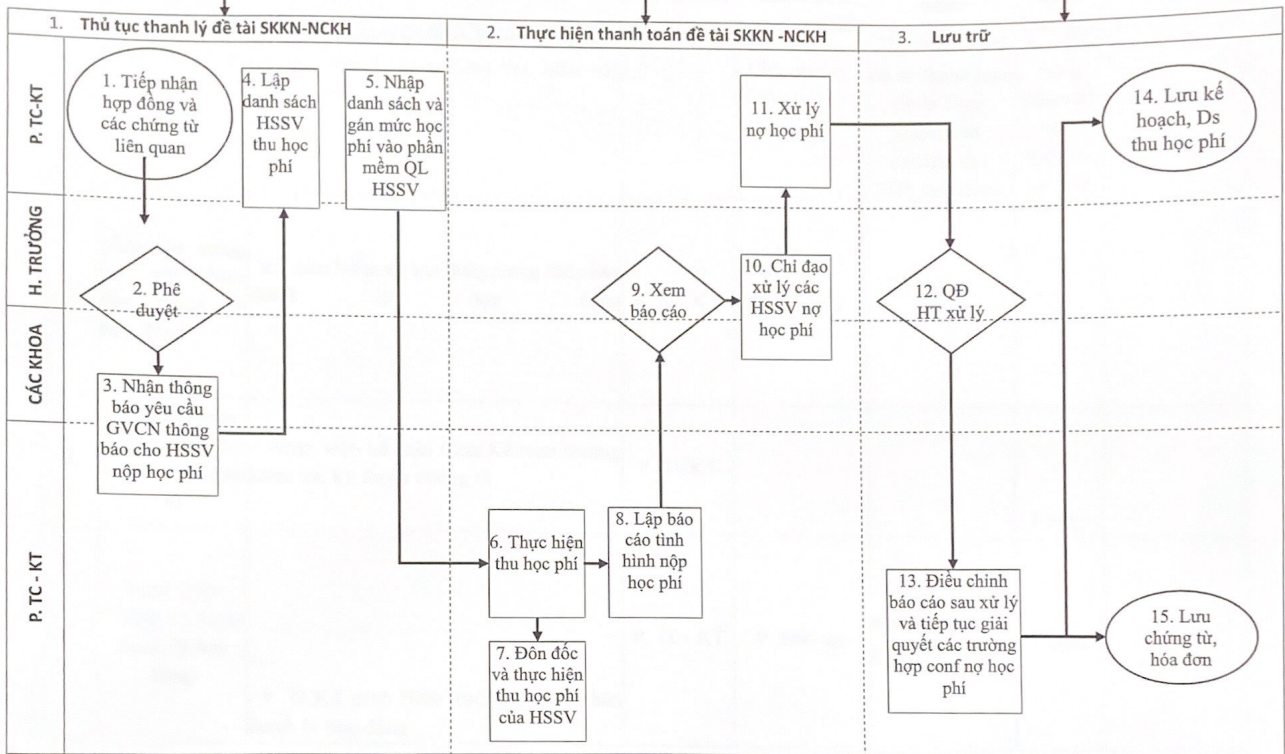 1. Thủ tục thanh lý đề tài SKKN-NCKH
2. Thực hiện thanh toán đề tài SKKN -NCKH
3. Lưu trữ
P. TC-KT
H. TRƯỞNG
CÁC KHOA
P. TC - KT
1. Tiếp nhận
hợp đồng và
các chứng từ
liên quan
2. Phê
duyệt
3. Nhận thông
báo yêu cầu
GVCN thông
báo cho HSSV
nộp học phí
4. Lập
danh sách
HSSV
thu học
phí
5. Nhập
danh sách và
gán mức học
phí vào phần
mềm QL
HSSV
6. Thực hiện
thu học phí
7. Đôn đốc
và thực hiện
thu học phí
của HSSV
8. Lập báo
cáo tình
hình nộp
học phí
9. Xem
báo cáo
10. Chỉ đạo
xử lý các
HSSV nợ
học phí
11. Xử lý
nợ học phí
12. QĐ
HT xử lý
13. Điều chỉnh
báo cáo sau xử lý
và tiếp tục giải
quyết các trường
hợp conf nợ học
phí
14. Lưu kế
hoạch, Ds
thu học phí
15. Lưu
chứng từ,
hóa đơn